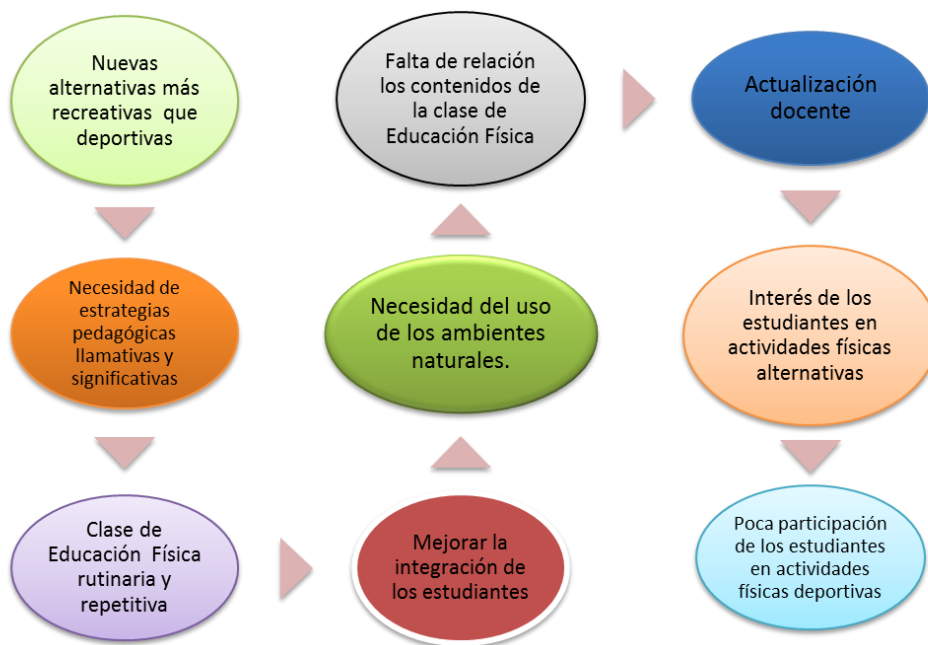 Nuevas
alternativas más
recreativas que
deportivas
Necesidad de
estrategias
pedagógicas
llamativas y
significativas
Clase de
Educación Física
rutinaria y
repetitiva
Mejorar la
integración de
los estudiantes
Necesidad del uso
de los ambientes
naturales.
Falta de relación
los contenidos de
la clase de
Educación Física
Actualización
docente
Interés de los
estudiantes en
actividades físicas
alternativas
Poca participación
de los estudiantes
en actividades
físicas deportivas